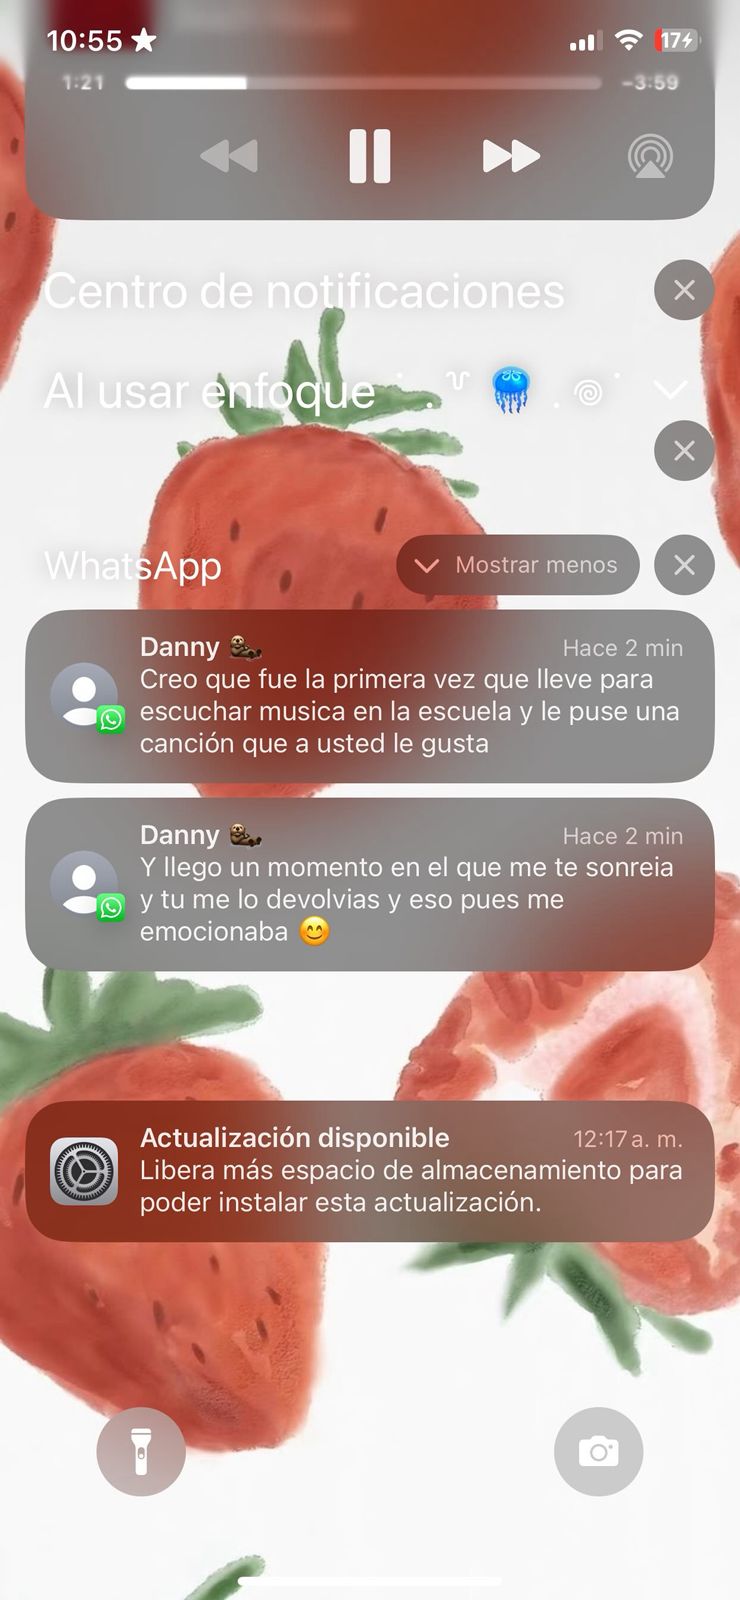 10:55
17
1:21
-3:59
Centro de notificaciones
Al usar enfoque
WhatsApp
Mostrar menos
Danny 🦦
Hace 2 min
Creo que fue la primera vez que lleve para
escuchar musica en la escuela y le puse una
canción que a usted le gusta
Danny 🦦
Hace 2 min
Y llego un momento en el que me te sonreia
y tu me lo devolvias y eso pues me
emocionaba 😊
Actualización disponible
12:17 a. m.
Libera más espacio de almacenamiento para
poder instalar esta actualización.